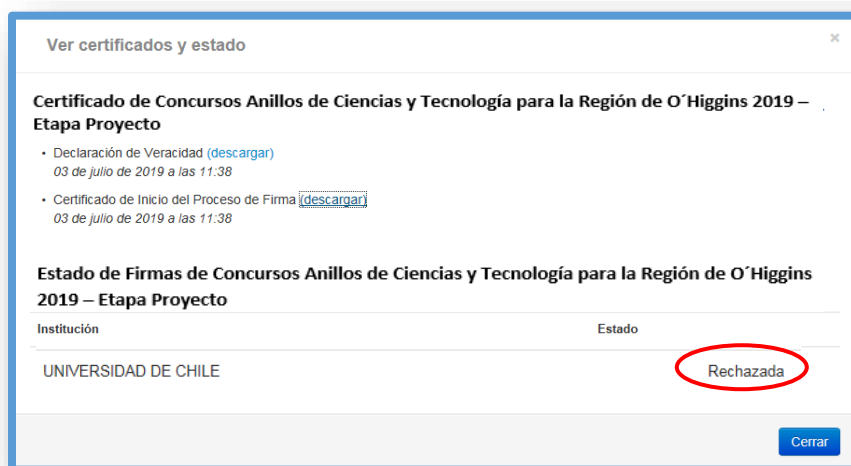 Ver certificados y estado
×
Certificado de Concursos Anillos de Ciencias y Tecnología para la Región de O´Higgins 2019 –
Etapa Proyecto
• Declaración de Veracidad (descargar)
03 de julio de 2019 a las 11:38
• Certificado de Inicio del Proceso de Firma (descargar)
03 de julio de 2019 a las 11:38
Estado de Firmas de Concursos Anillos de Ciencias y Tecnología para la Región de O´Higgins
2019 – Etapa Proyecto
Institución Estado
UNIVERSIDAD DE CHILE Rechazada
Cerrar